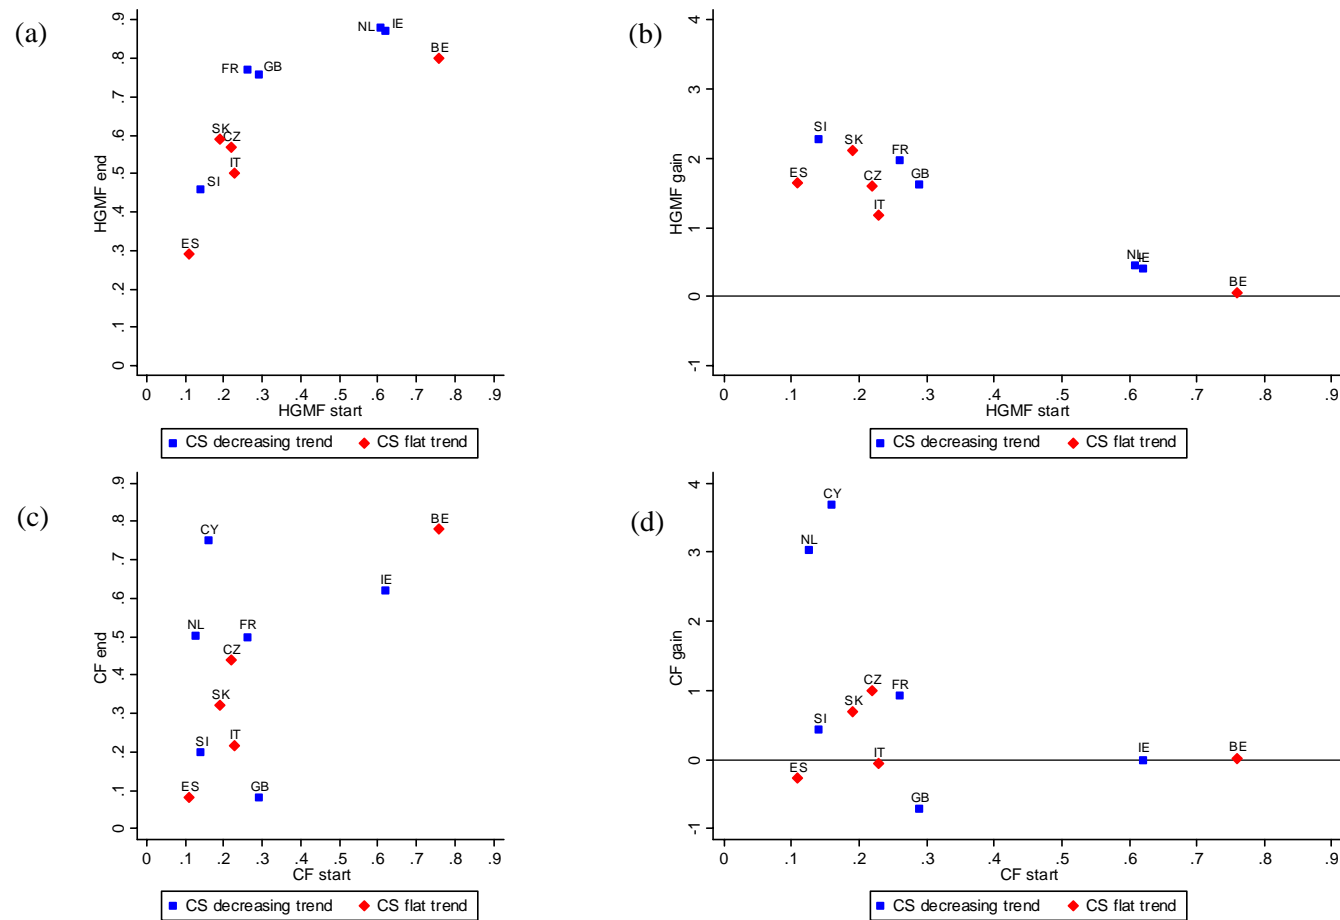 (a)
HGMF end
0 .1 .2 .3 .4 .5 .6 .7 .8 .9
NL IE
BE
FR GB
SK
CZ
IT
SI
ES
0 .1 .2 .3 .4 .5 .6 .7 .8 .9
HGMF start
CS decreasing trend CS flat trend
(b)
HGMF gain
-1 0 1 2 3 4
SI
SK
FR
ES
CZ
GB
IT
NL
IE
BE
0 .1 .2 .3 .4 .5 .6 .7 .8 .9
HGMF start
CS decreasing trend CS flat trend
(c)
CF end
0 .1 .2 .3 .4 .5 .6 .7 .8 .9
CY
BE
IE
NL FR
CZ
SK
SI IT
ES GB
0 .1 .2 .3 .4 .5 .6 .7 .8 .9
CF start
CS decreasing trend CS flat trend
(d)
CF gain
-1 0 1 2 3 4
CY
NL
CZ FR
SK
SI
IT IE BE
ES
GB
0 .1 .2 .3 .4 .5 .6 .7 .8 .9
CF start
CS decreasing trend CS flat trend